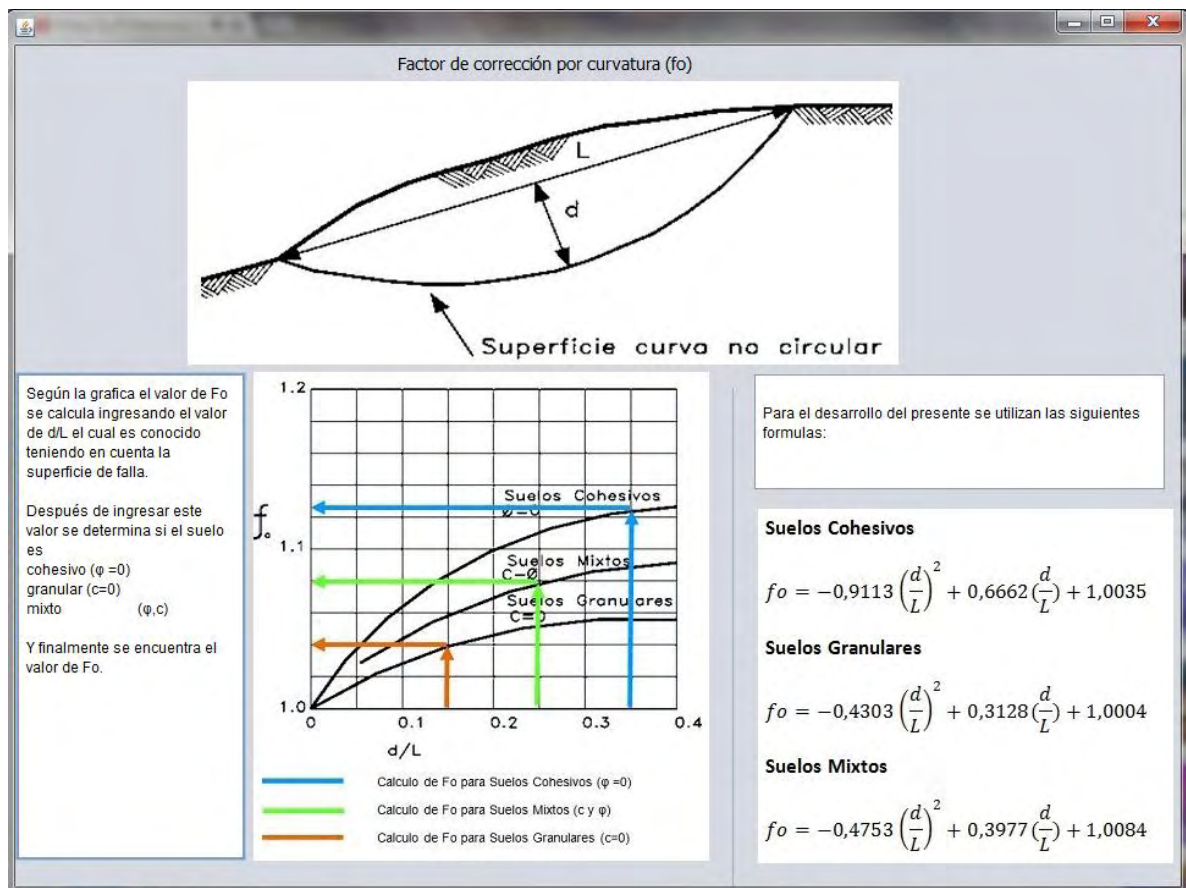 Factor de corrección por curvatura (fo)
L
d
Superficie curva no circular
Según la grafica el valor de Fo
se calcula ingresando el valor
de d/L el cual es conocido
teniendo en cuenta la
superficie de falla.
Después de ingresar este
valor se determina si el suelo
es
cohesivo (φ =0)
granular (c=0)
mixto (φ,c)
Y finalmente se encuentra el
valor de Fo.
1.2
Suelos Cohesivos
Ø=0
fo
1.1
Suelos Mixtos
C-Ø
Suelos Granulares
C=0
1.0
0 0.1 0.2 0.3 0.4
d/L
Calculo de Fo para Suelos Cohesivos (φ =0)
Calculo de Fo para Suelos Mixtos (c y φ)
Calculo de Fo para Suelos Granulares (c=0)
Para el desarrollo del presente se utilizan las siguientes
formulas:
Suelos Cohesivos
fo = −0,9113 (d/L)² + 0,6662(d/L) + 1,0035
Suelos Granulares
fo = −0,4303 (d/L)² + 0,3128(d/L) + 1,0004
Suelos Mixtos
fo = −0,4753 (d/L)² + 0,3977(d/L) + 1,0084